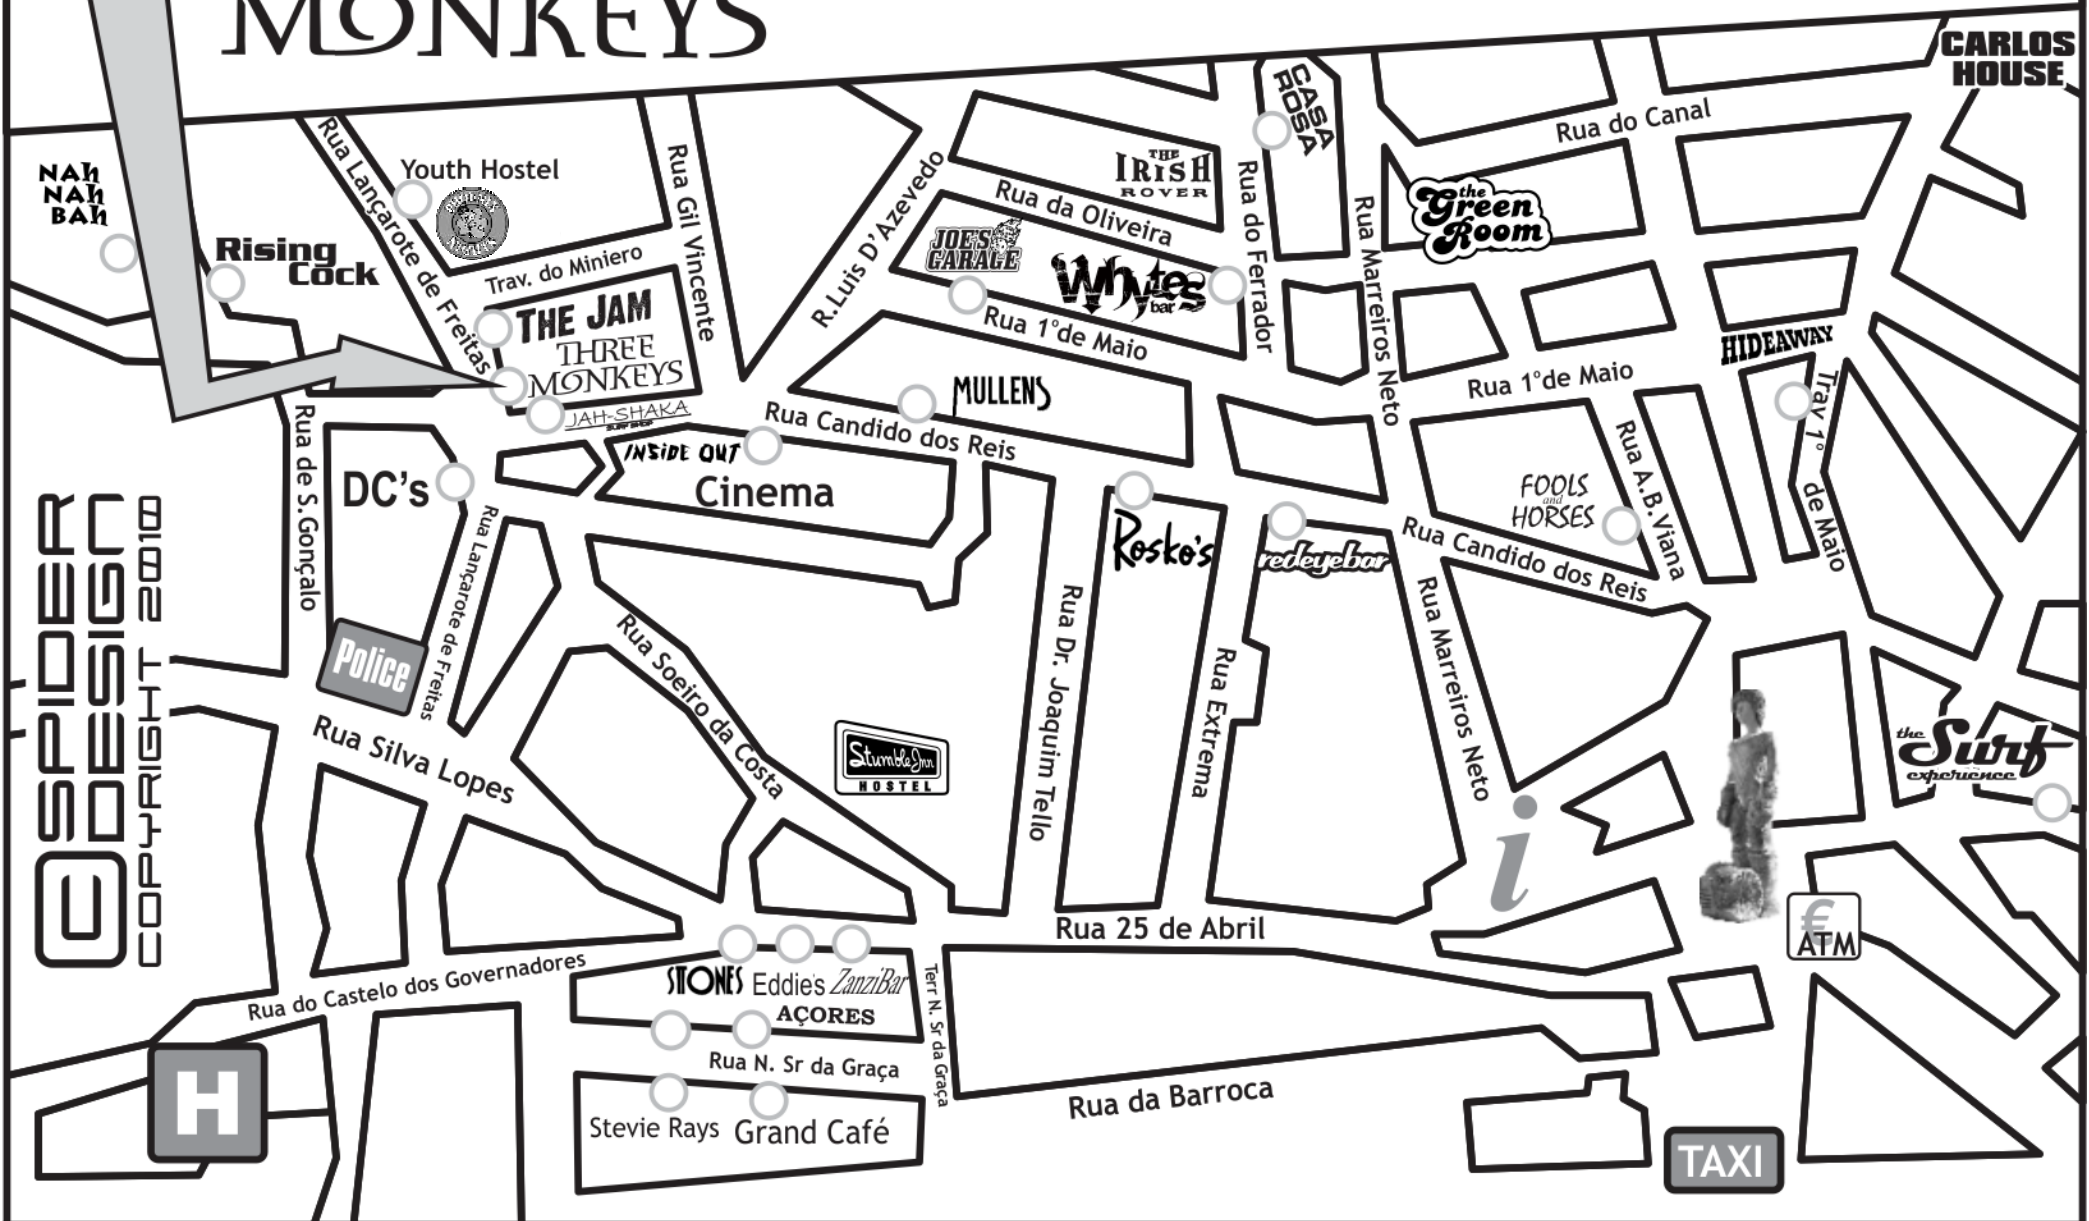 MONKEYS
CARLOS
HOUSE
CASA
ROSA
Rua do Canal
NAH
NAH
BAH
Rua Lançarote de Freitas
Youth Hostel
Rua Gil Vincente
R.Luis D'Azevedo
THE
IRISH
ROVER
Rua da Oliveira
Rua do Ferrador
Rua Marreiros Neto
the
Green
Room
Rising
Cock
Trav. do Miniero
JOE'S
GARAGE
Whytes
bar
THE JAM
THREE
MONKEYS
JAH-SHAKA
SURF SHOP
Rua 1°de Maio
HIDEAWAY
Rua 1°de Maio
Trav 1° de Maio
MULLENS
Rua Candido dos Reis
Rua de S.Gonçalo
DC's
INSIDE OUT
Cinema
Rua A.B.Viana
FOOLS
and
HORSES
Rosko's
redeyebar
Rua Candido dos Reis
SPIDER
DESIGN
COPYRIGHT 2010
C
Police
Rua Lançarote de Freitas
Rua Soeiro da Costa
Rua Dr. Joaquim Tello
Rua Extrema
Rua Marreiros Neto
Rua Silva Lopes
Stumble Inn
HOSTEL
the
Surf
experience
i
Rua 25 de Abril
€
ATM
Rua do Castelo dos Governadores
STONES
Eddie's
ZanziBar
AÇORES
Terr N. Sr da Graça
Rua N. Sr da Graça
H
Stevie Rays
Grand Café
Rua da Barroca
TAXI